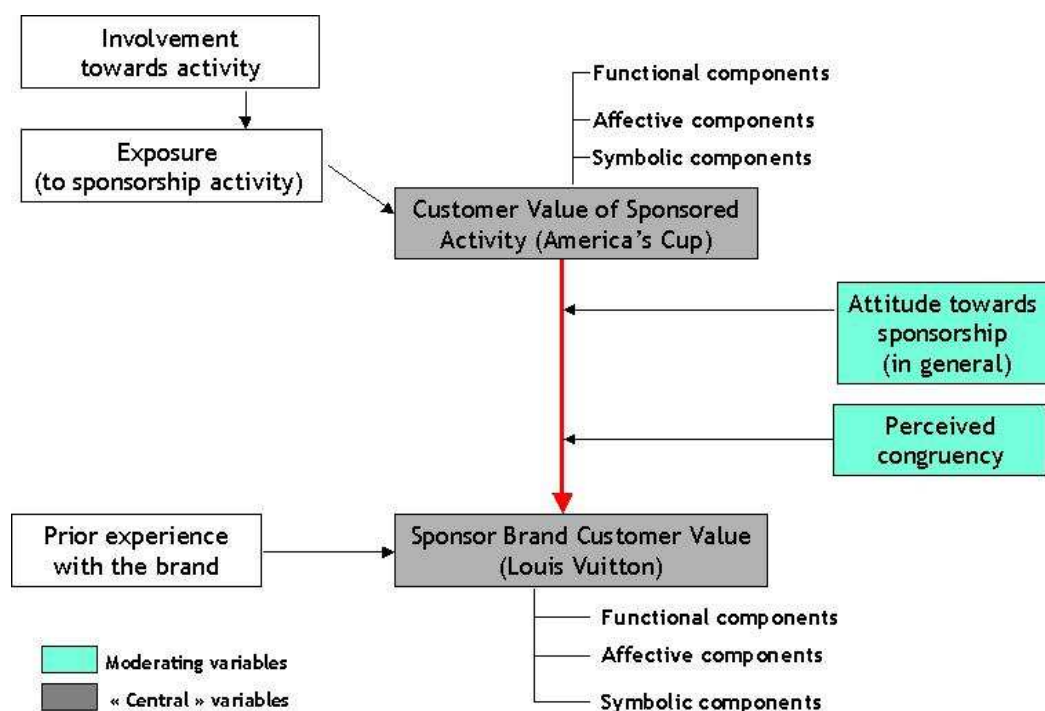 Involvement
towards activity
Exposure
(to sponsorship activity)
Functional components
Affective components
Symbolic components
Customer Value of Sponsored
Activity (America's Cup)
Attitude towards
sponsorship
(in general)
Perceived
congruency
Prior experience
with the brand
Sponsor Brand Customer Value
(Louis Vuitton)
Functional components
Affective components
Symbolic components
Moderating variables
« Central » variables